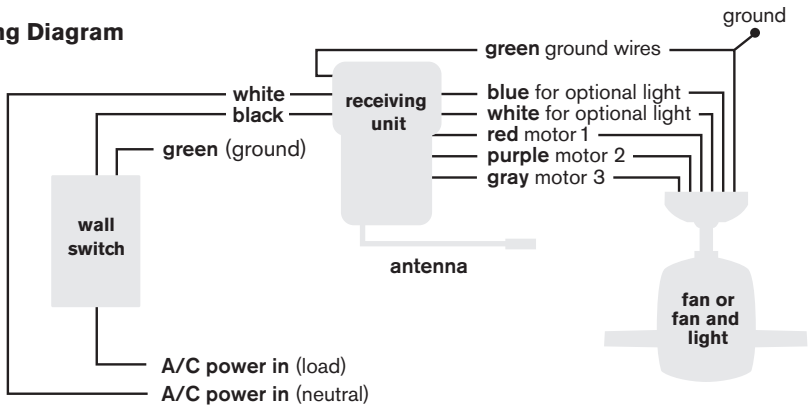 ng Diagram
ground
green ground wires
white
black
green (ground)
receiving
unit
blue for optional light
white for optional light
red motor 1
purple motor 2
gray motor 3
wall
switch
antenna
fan or
fan and
light
A/C power in (load)
A/C power in (neutral)